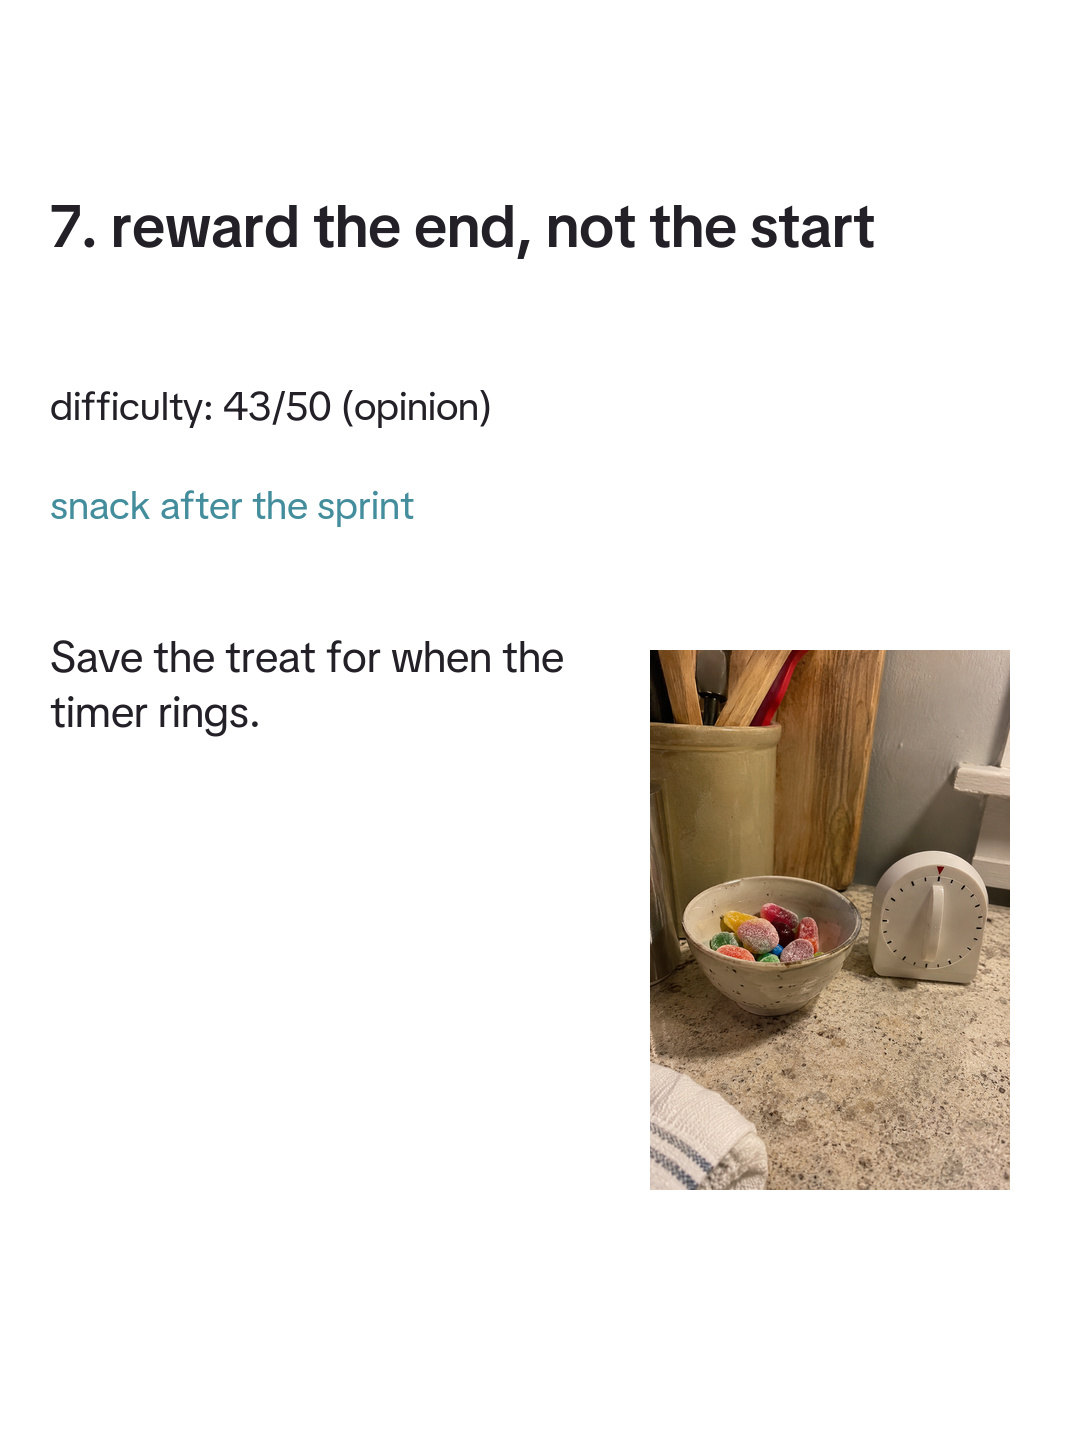 7. reward the end, not the start
difficulty: 43/50 (opinion)
snack after the sprint
Save the treat for when the
timer rings.